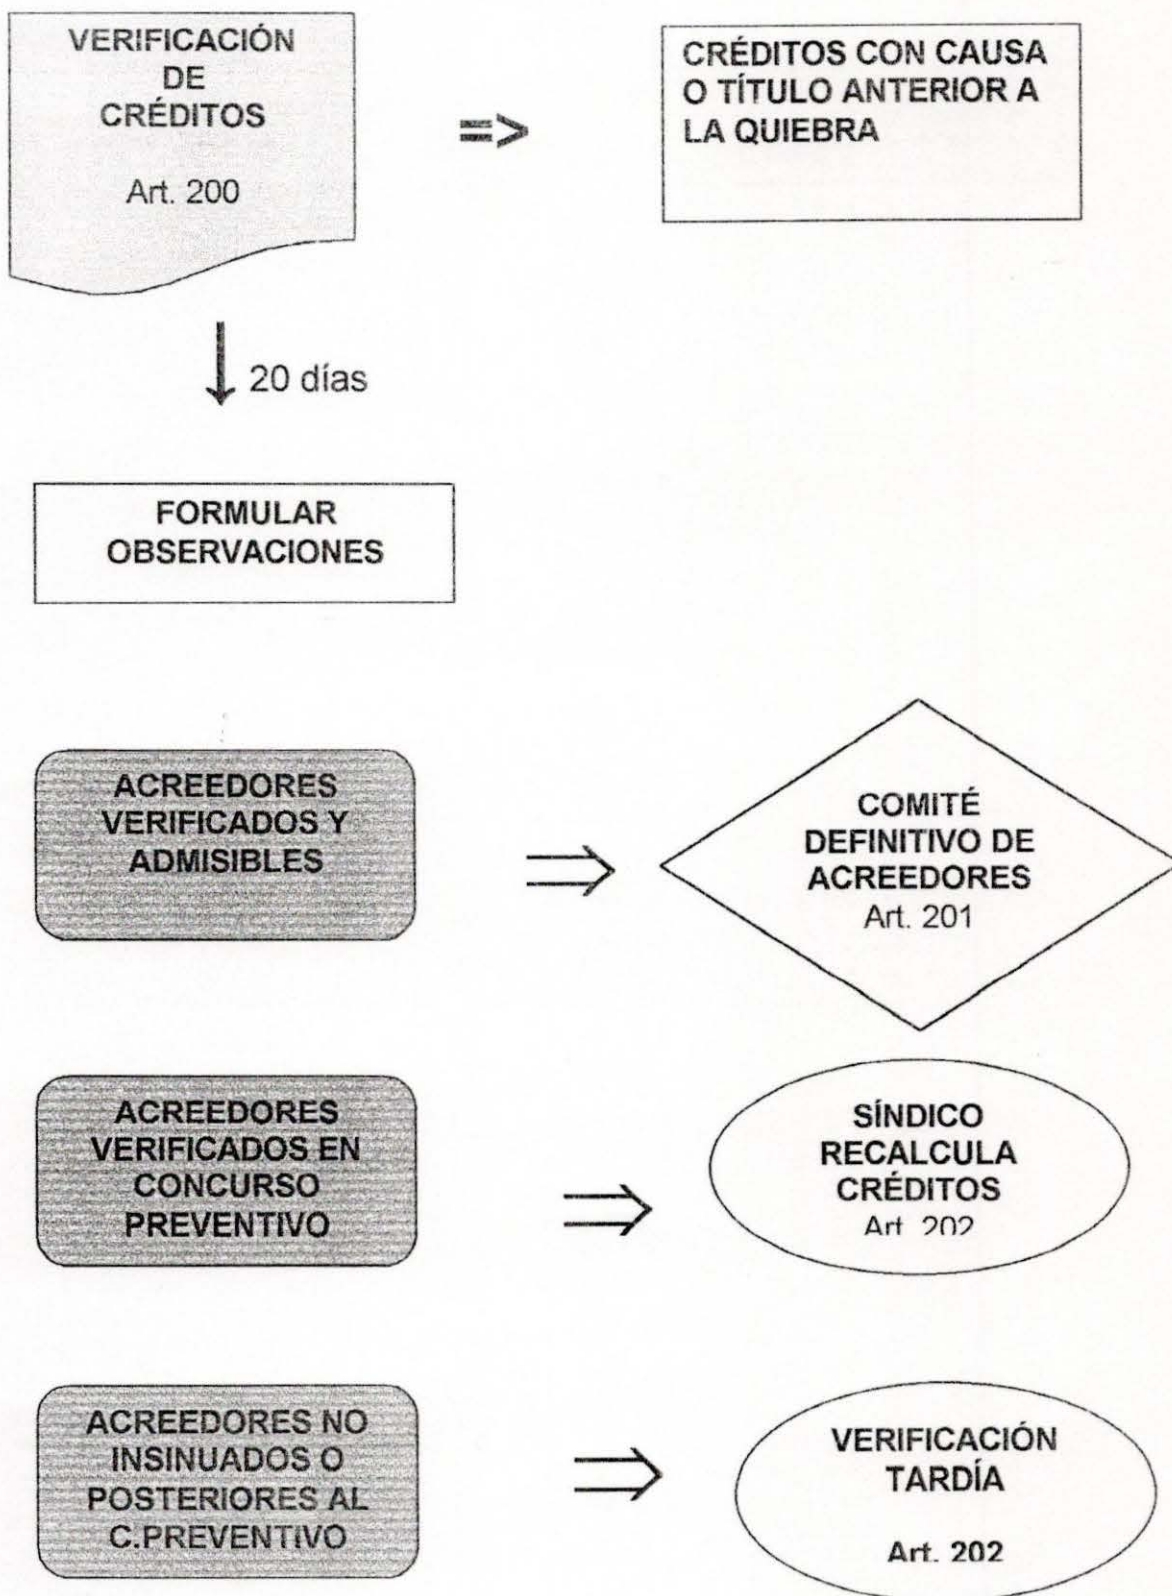 VERIFICACIÓN
DE
CRÉDITOS
Art. 200
=>
CRÉDITOS CON CAUSA
O TÍTULO ANTERIOR A
LA QUIEBRA
20 días
FORMULAR
OBSERVACIONES
ACREEDORES
VERIFICADOS Y
ADMISIBLES
COMITÉ
DEFINITIVO DE
ACREEDORES
Art. 201
ACREEDORES
VERIFICADOS EN
CONCURSO
PREVENTIVO
SÍNDICO
RECALCULA
CRÉDITOS
Art. 202
ACREEDORES NO
INSINUADOS O
POSTERIORES AL
C.PREVENTIVO
VERIFICACIÓN
TARDÍA
Art. 202